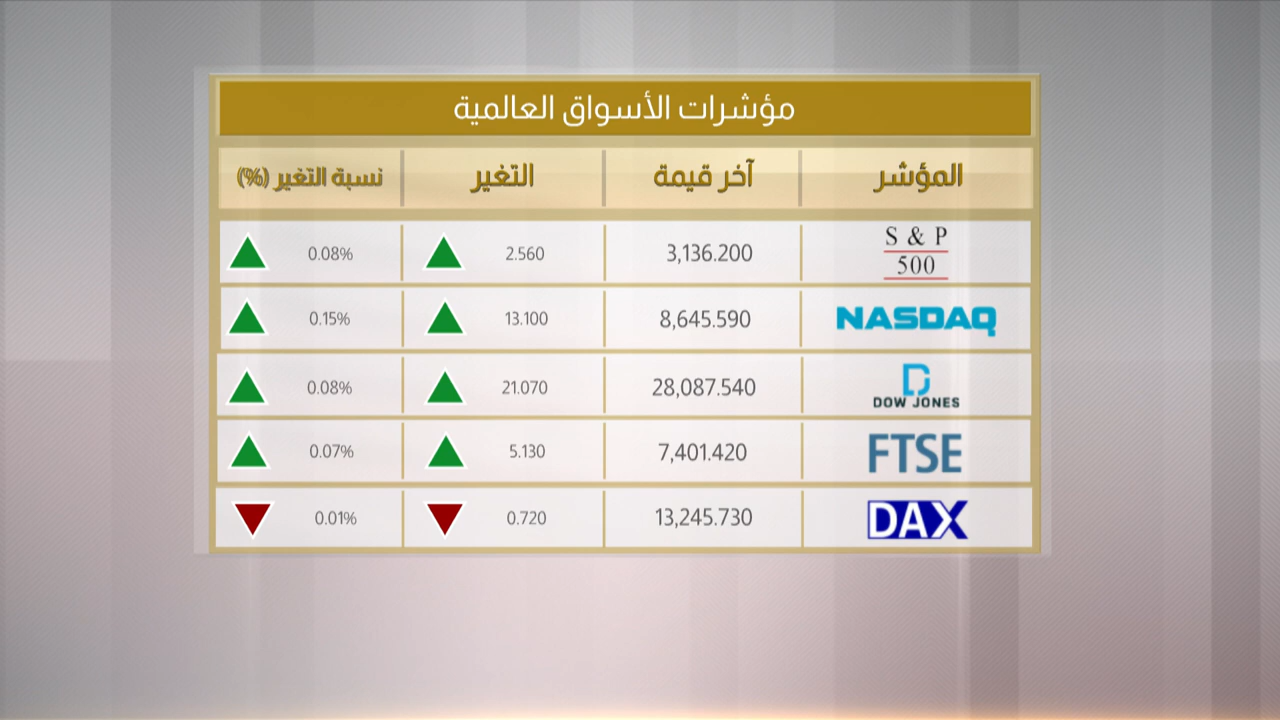 مؤشرات الأسواق العالمية
المؤشر آخر قيمة التغير نسبة التغير (%)
S & P
500 3,136.200 2.560 0.08%
NASDAQ 8,645.590 13.100 0.15%
DOW JONES 28,087.540 21.070 0.08%
FTSE 7,401.420 5.130 0.07%
DAX 13,245.730 0.720 0.01%